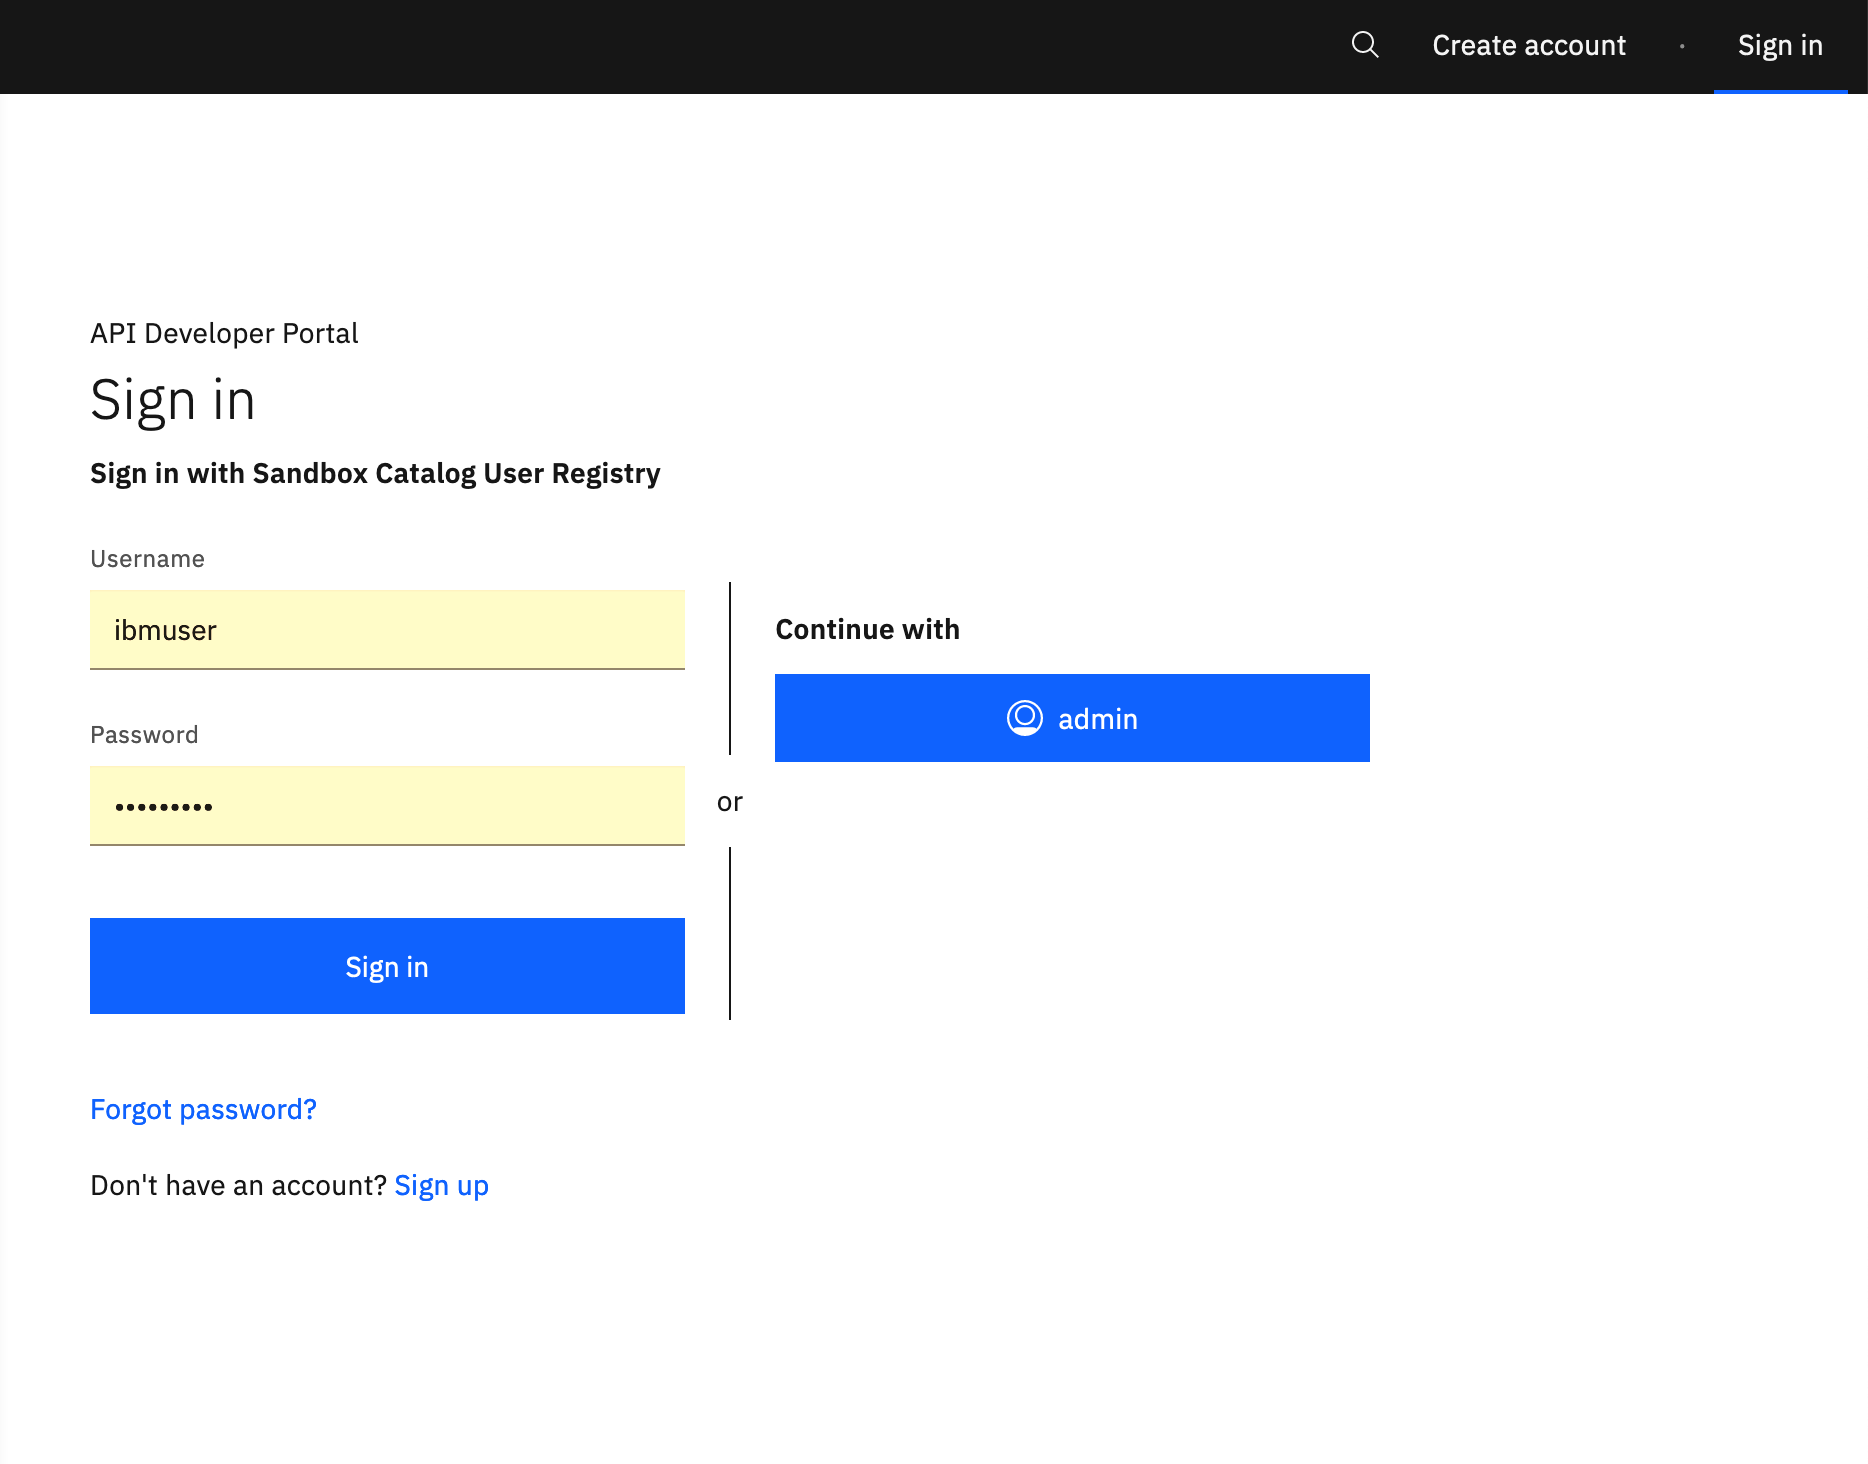 Create account · Sign in
API Developer Portal
Sign in
Sign in with Sandbox Catalog User Registry
Username
ibmuser
Password
•••••••••
Sign in
or
Continue with
admin
Forgot password?
Don't have an account? Sign up